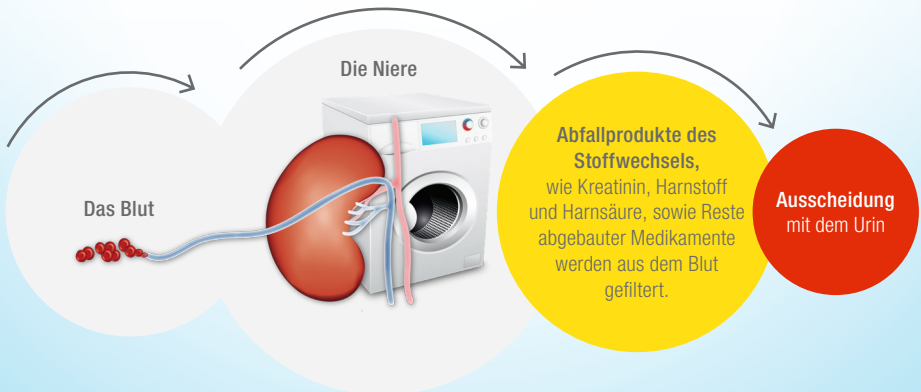 Das Blut
Die Niere
Abfallprodukte des
Stoffwechsels,
wie Kreatinin, Harnstoff
und Harnsäure, sowie Reste
abgebauter Medikamente
werden aus dem Blut
gefiltert.
Ausscheidung
mit dem Urin